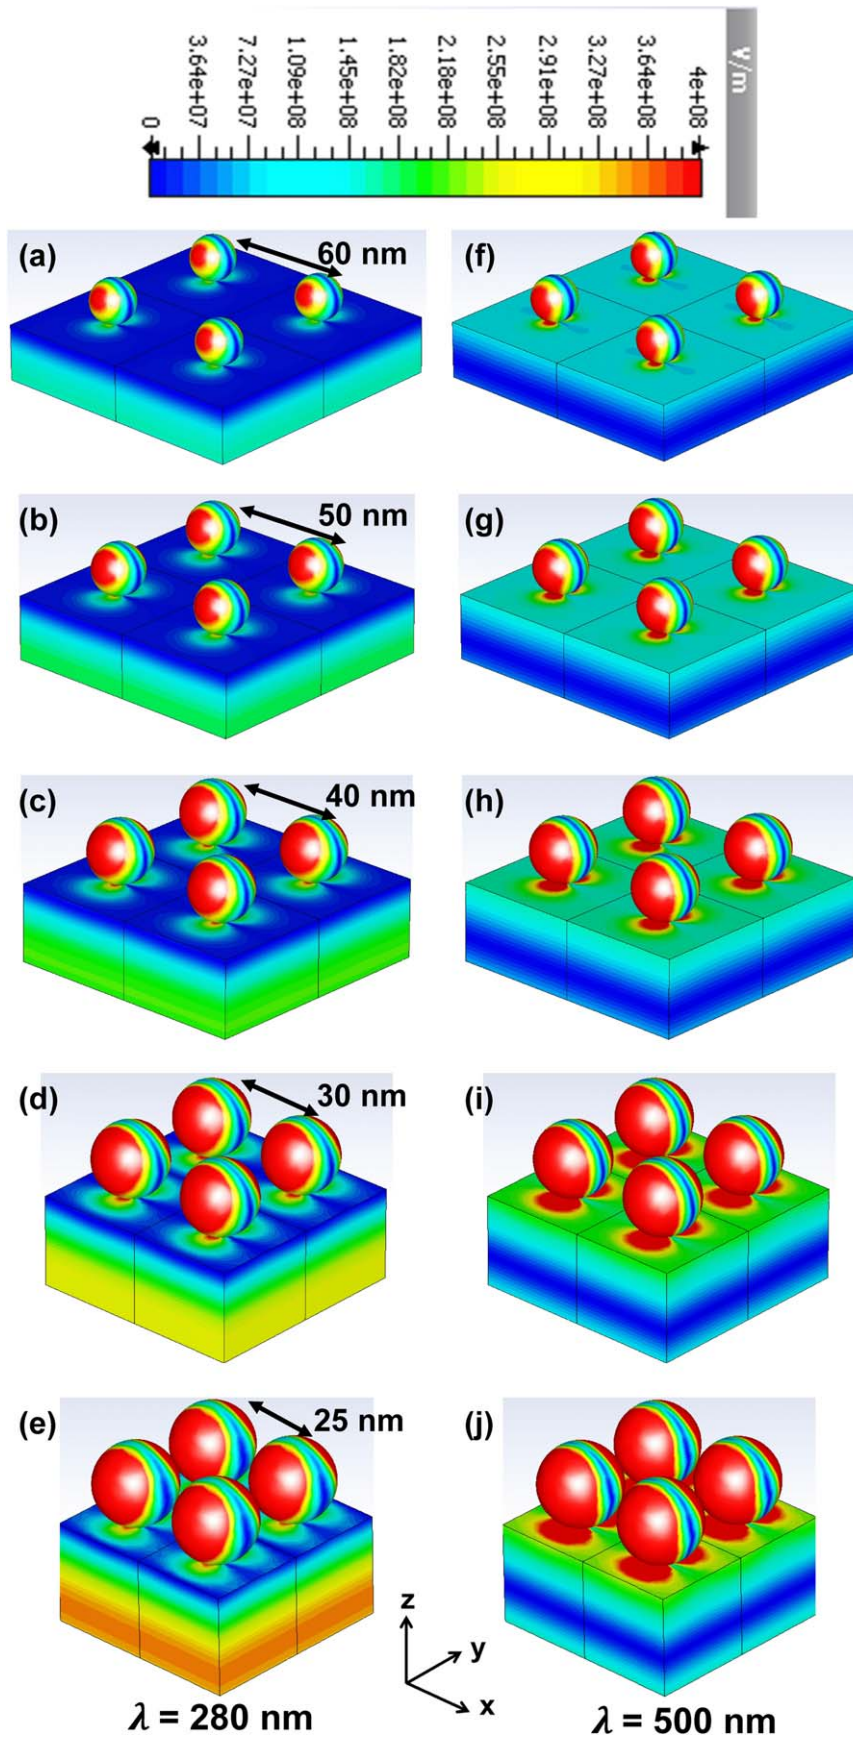 V/m
4e+08
3.64e+08
3.27e+08
2.91e+08
2.55e+08
2.18e+08
1.82e+08
1.45e+08
1.09e+08
7.27e+07
3.64e+07
0
(a) 60 nm (f)
(b) 50 nm (g)
(c) 40 nm (h)
(d) 30 nm (i)
(e) 25 nm (j)
z
y
x
λ = 280 nm λ = 500 nm